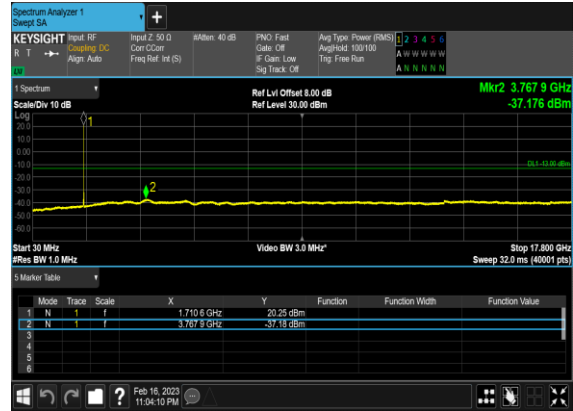 Spectrum Analyzer 1
Swept SA
+
KEYSIGHT Input: RF Input Z: 50 Ω #Atten: 40 dB PNO: Fast Avg Type: Power (RMS) 1 2 3 4 5 6
R T Coupling: DC Corr CCorr Gate: Off Avg|Hold: 100/100 A W W W W W
Align: Auto Freq Ref: Int (S) IF Gain: Low Trig: Free Run
LXI Sig Track: Off A N N N N N
1 Spectrum Ref Lvl Offset 8.00 dB Mkr2 3.767 9 GHz
Scale/Div 10 dB Ref Level 30.00 dBm -37.176 dBm
Log
1
20.0
10.0
0.00
-10.0
DL1 -13.00 dBm
-20.0
-30.0
2
-40.0
-50.0
-60.0
Start 30 MHz Video BW 3.0 MHz* Stop 17.800 GHz
#Res BW 1.0 MHz Sweep 32.0 ms (40001 pts)
5 Marker Table
Mode Trace Scale X Y Function Function Width Function Value
1 N 1 f 1.710 6 GHz 20.25 dBm
2 N 1 f 3.767 9 GHz -37.18 dBm
3
4
5
6
? Feb 16, 2023
11:04:10 PM